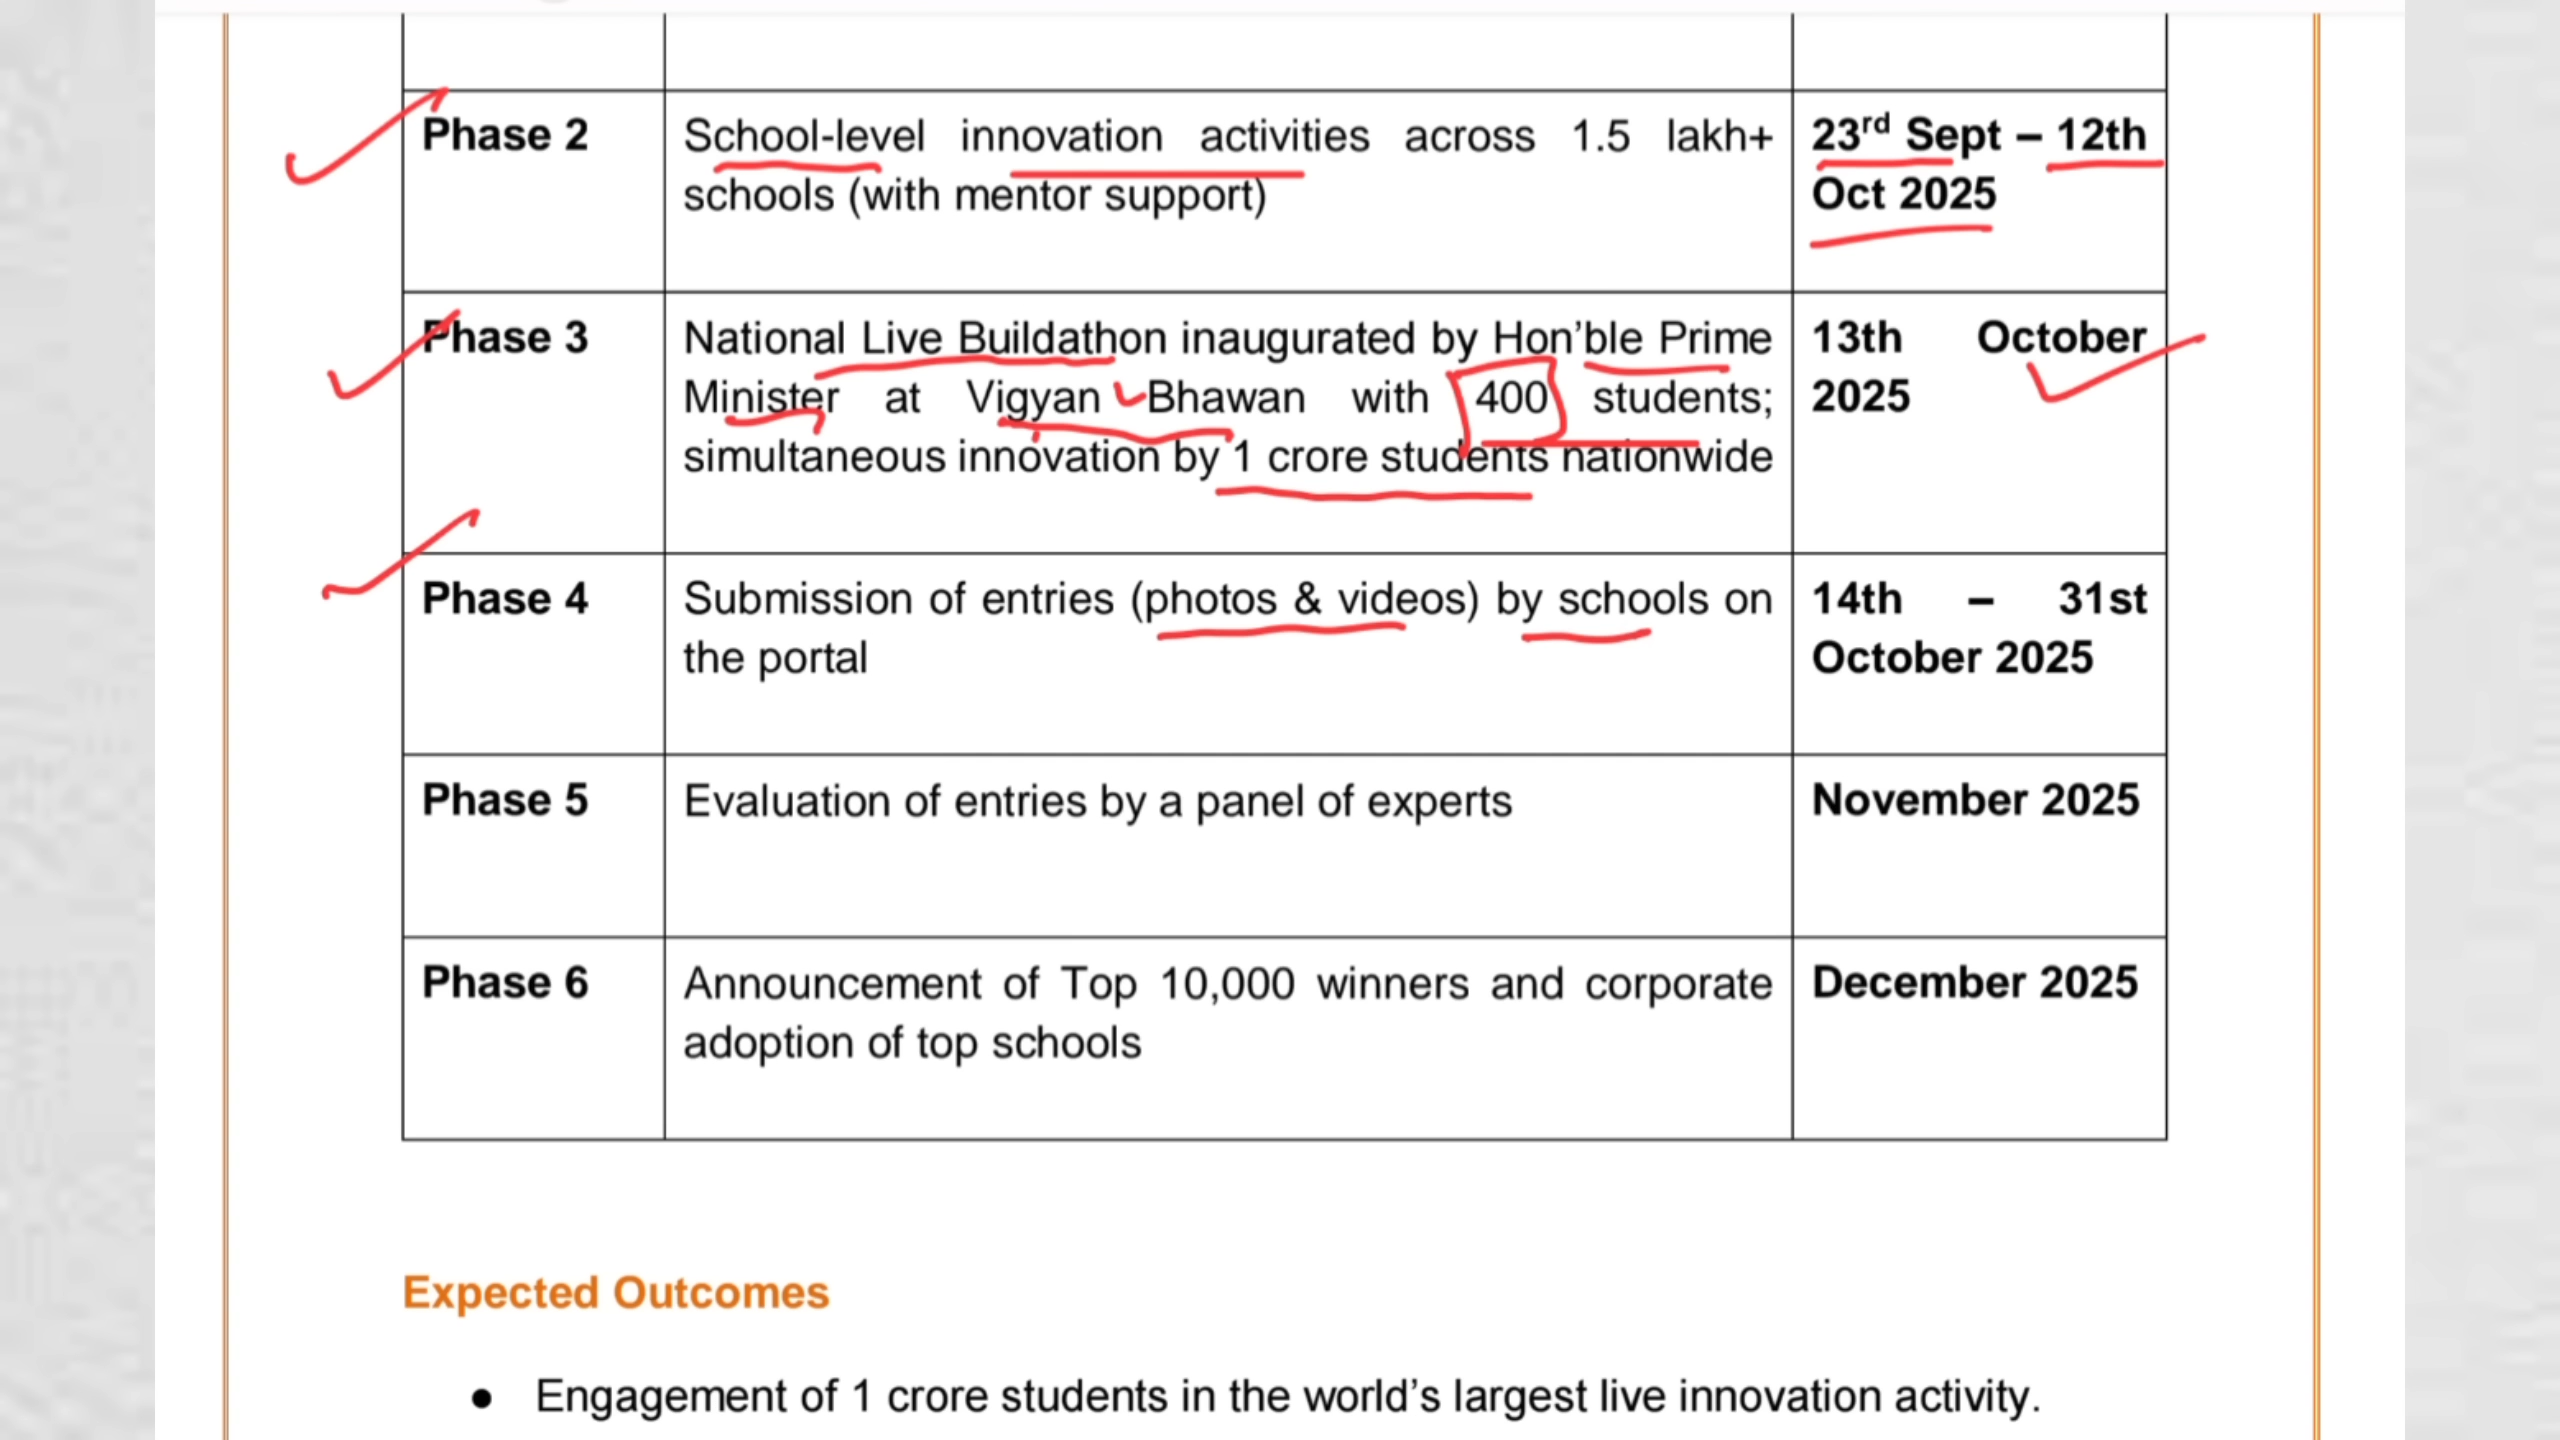 Phase 2
School-level innovation activities across 1.5 lakh+
schools (with mentor support)
23rd Sept – 12th
Oct 2025
Phase 3
National Live Buildathon inaugurated by Hon’ble Prime
Minister at Vigyan Bhawan with 400 students;
simultaneous innovation by 1 crore students nationwide
13th October
2025
Phase 4
Submission of entries (photos & videos) by schools on
the portal
14th – 31st
October 2025
Phase 5
Evaluation of entries by a panel of experts
November 2025
Phase 6
Announcement of Top 10,000 winners and corporate
adoption of top schools
December 2025
Expected Outcomes
● Engagement of 1 crore students in the world’s largest live innovation activity.